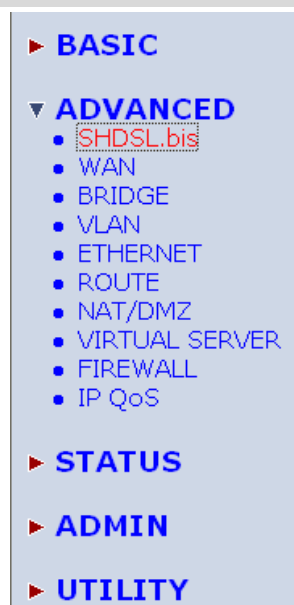 BASIC
ADVANCED
SHDSL.bis
WAN
BRIDGE
VLAN
ETHERNET
ROUTE
NAT/DMZ
VIRTUAL SERVER
FIREWALL
IP QoS
STATUS
ADMIN
UTILITY